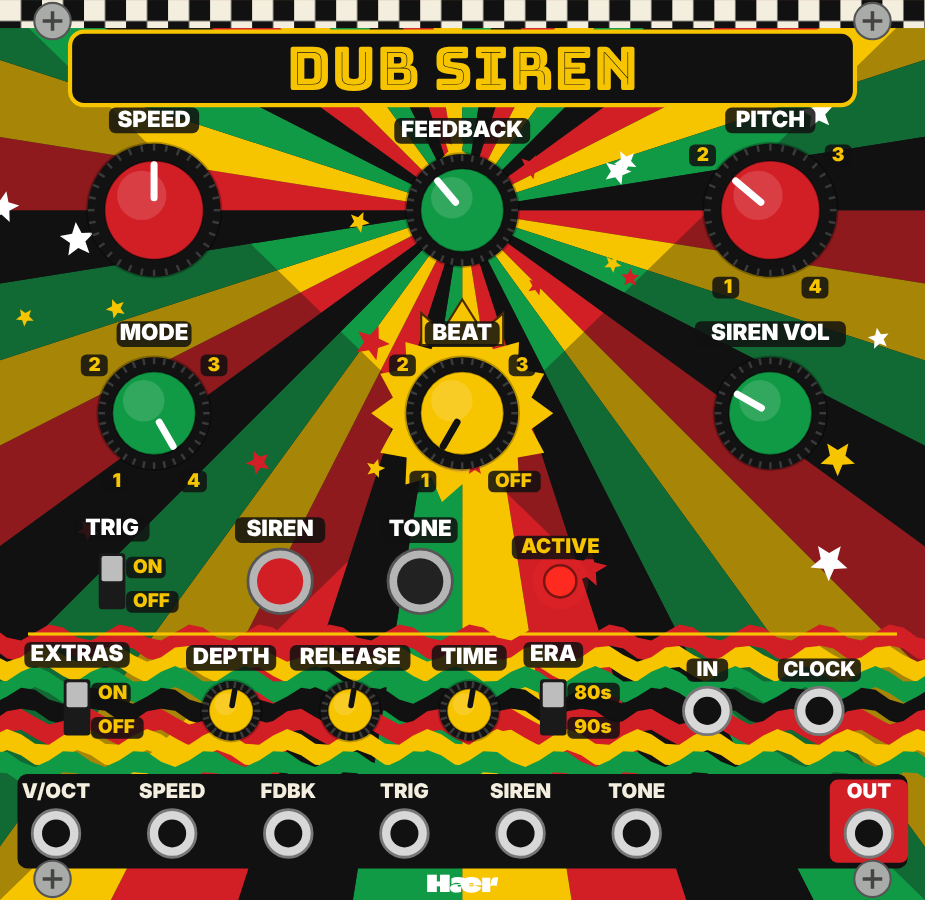 DUB SIREN
SPEED
FEEDBACK
PITCH
2
3
1
4
MODE
BEAT
SIREN VOL
2
3
2
3
1
4
1
OFF
TRIG
SIREN
TONE
ACTIVE
ON
OFF
EXTRAS
DEPTH
RELEASE
TIME
ERA
IN
CLOCK
ON
OFF
80s
90s
V/OCT
SPEED
FDBK
TRIG
SIREN
TONE
OUT
Hær